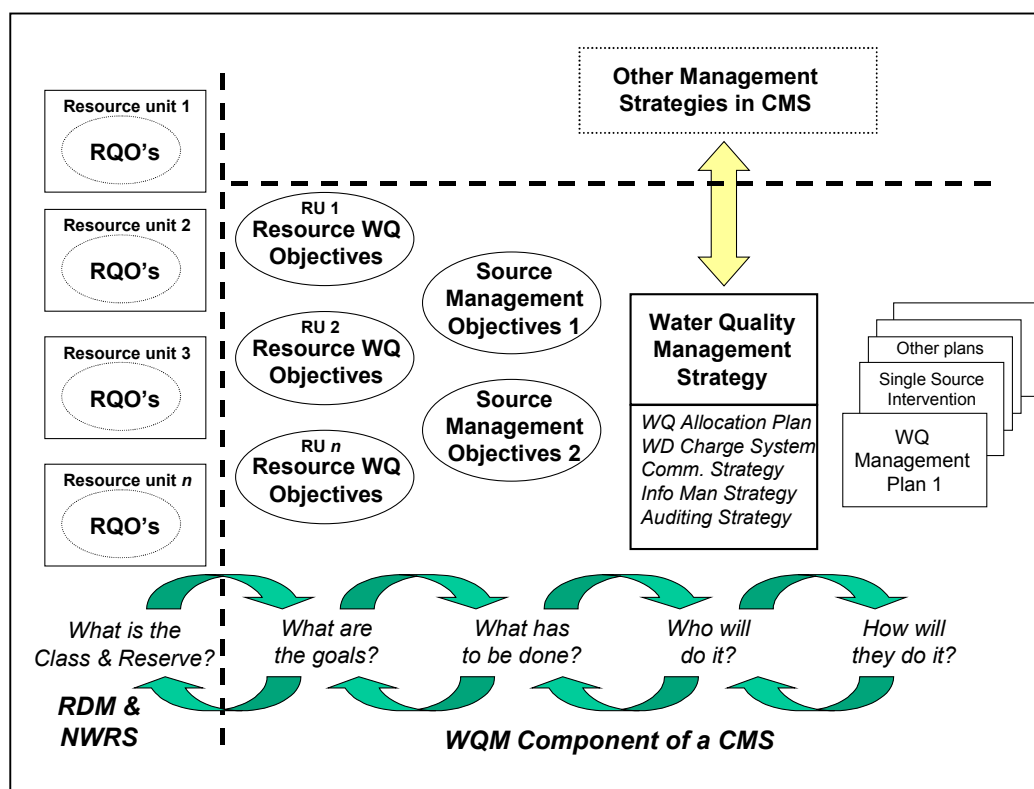 Other Management
Strategies in CMS
Resource unit 1
RQO's
Resource unit 2
RQO's
Resource unit 3
RQO's
Resource unit n
RQO's
RU 1
Resource WQ
Objectives
RU 2
Resource WQ
Objectives
RU n
Resource WQ
Objectives
Source
Management
Objectives 1
Source
Management
Objectives 2
Water Quality
Management
Strategy
WQ Allocation Plan
WD Charge System
Comm. Strategy
Info Man Strategy
Auditing Strategy
Other plans
Single Source
Intervention
WQ
Management
Plan 1
What is the
Class & Reserve?
What are
the goals?
What has
to be done?
Who will
do it?
How will
they do it?
RDM &
NWRS
WQM Component of a CMS